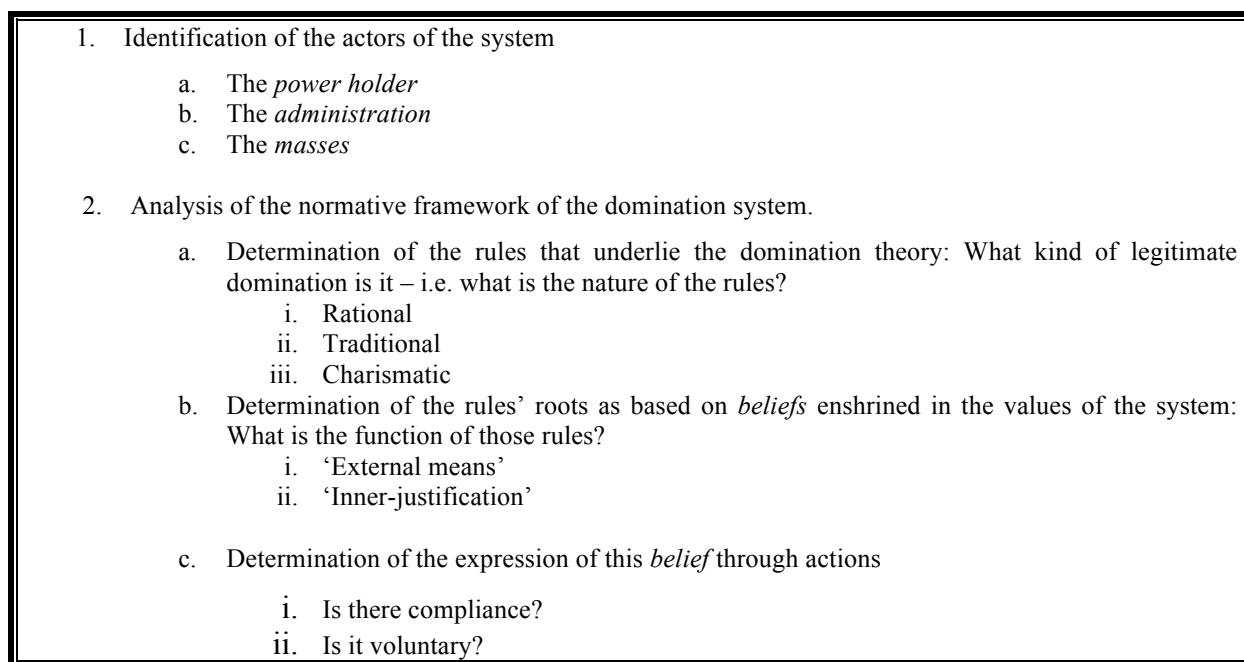 1. Identification of the actors of the system
a. The power holder
b. The administration
c. The masses
2. Analysis of the normative framework of the domination system.
a. Determination of the rules that underlie the domination theory: What kind of legitimate
domination is it – i.e. what is the nature of the rules?
i. Rational
ii. Traditional
iii. Charismatic
b. Determination of the rules’ roots as based on beliefs enshrined in the values of the system:
What is the function of those rules?
i. ‘External means’
ii. ‘Inner-justification’
c. Determination of the expression of this belief through actions
i. Is there compliance?
ii. Is it voluntary?